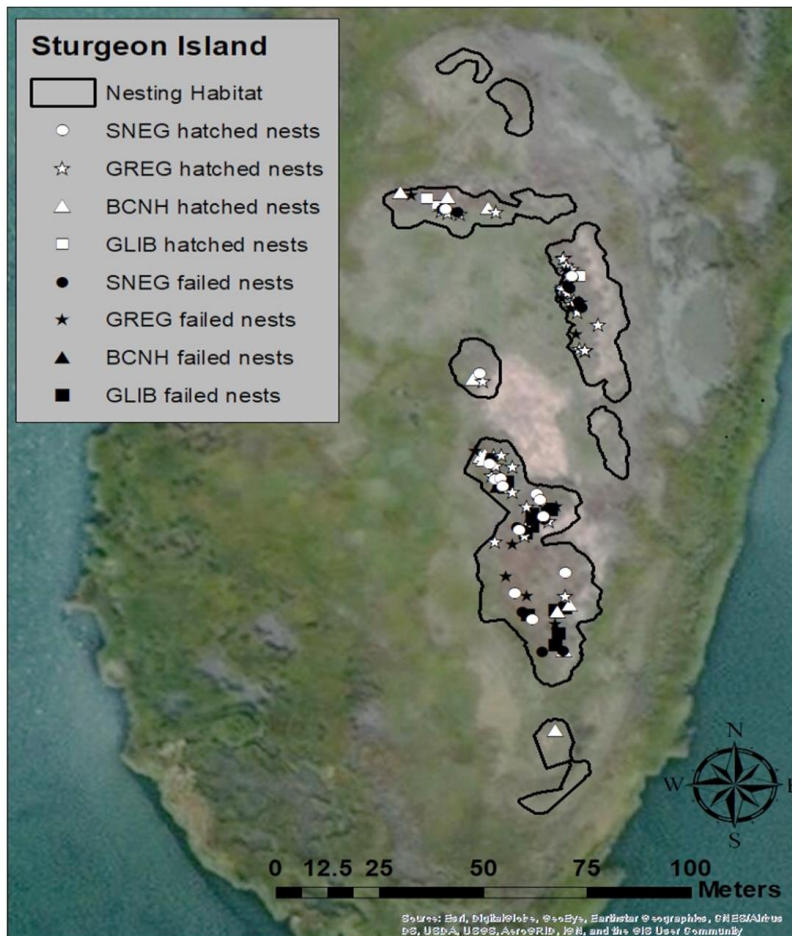 Sturgeon Island
Nesting Habitat
SNEG hatched nests
GREG hatched nests
BCNH hatched nests
GLIB hatched nests
SNEG failed nests
GREG failed nests
BCNH failed nests
GLIB failed nests
N
W E
S
0 12.5 25 50 75 100
Meters
Source: Esri, DigitalGlobe, GeoEye, Earthstar Geographics, CNES/Airbus
DS, USDA, USGS, AeroGRID, IGN, and the GIS User Community